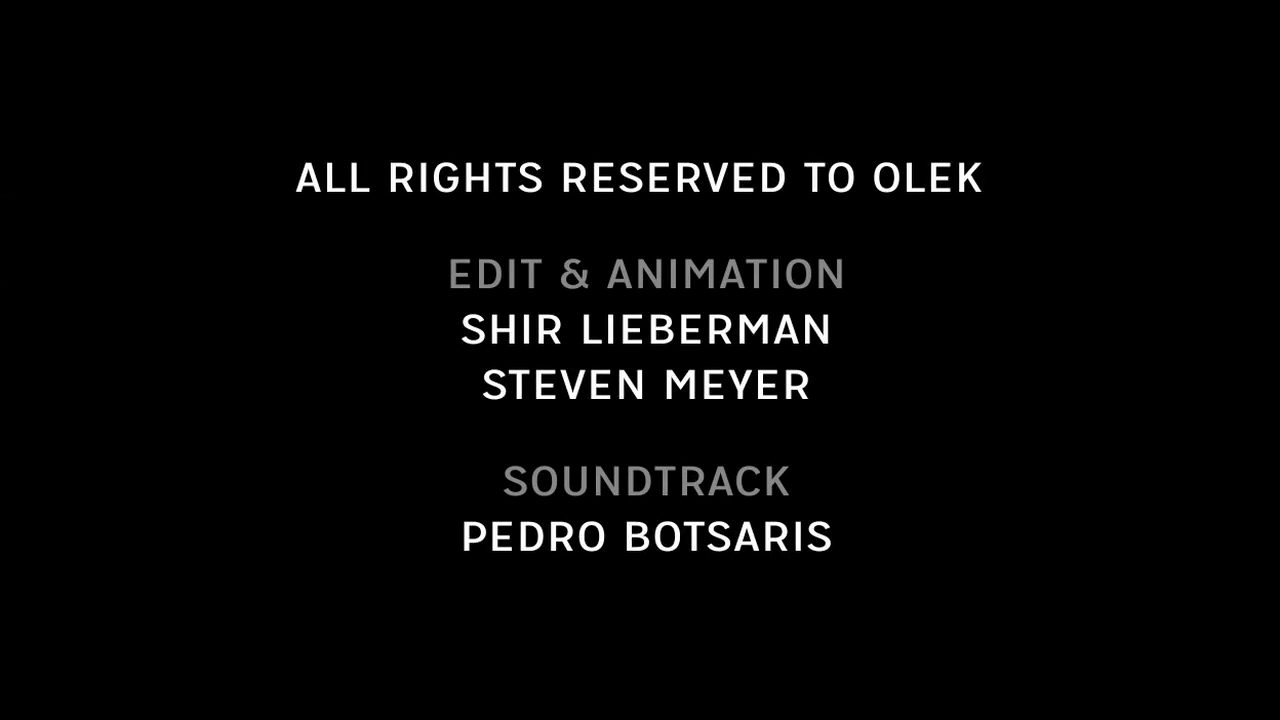 ALL RIGHTS RESERVED TO OLEK
EDIT & ANIMATION
SHIR LIEBERMAN
STEVEN MEYER
SOUNDTRACK
PEDRO BOTSARIS